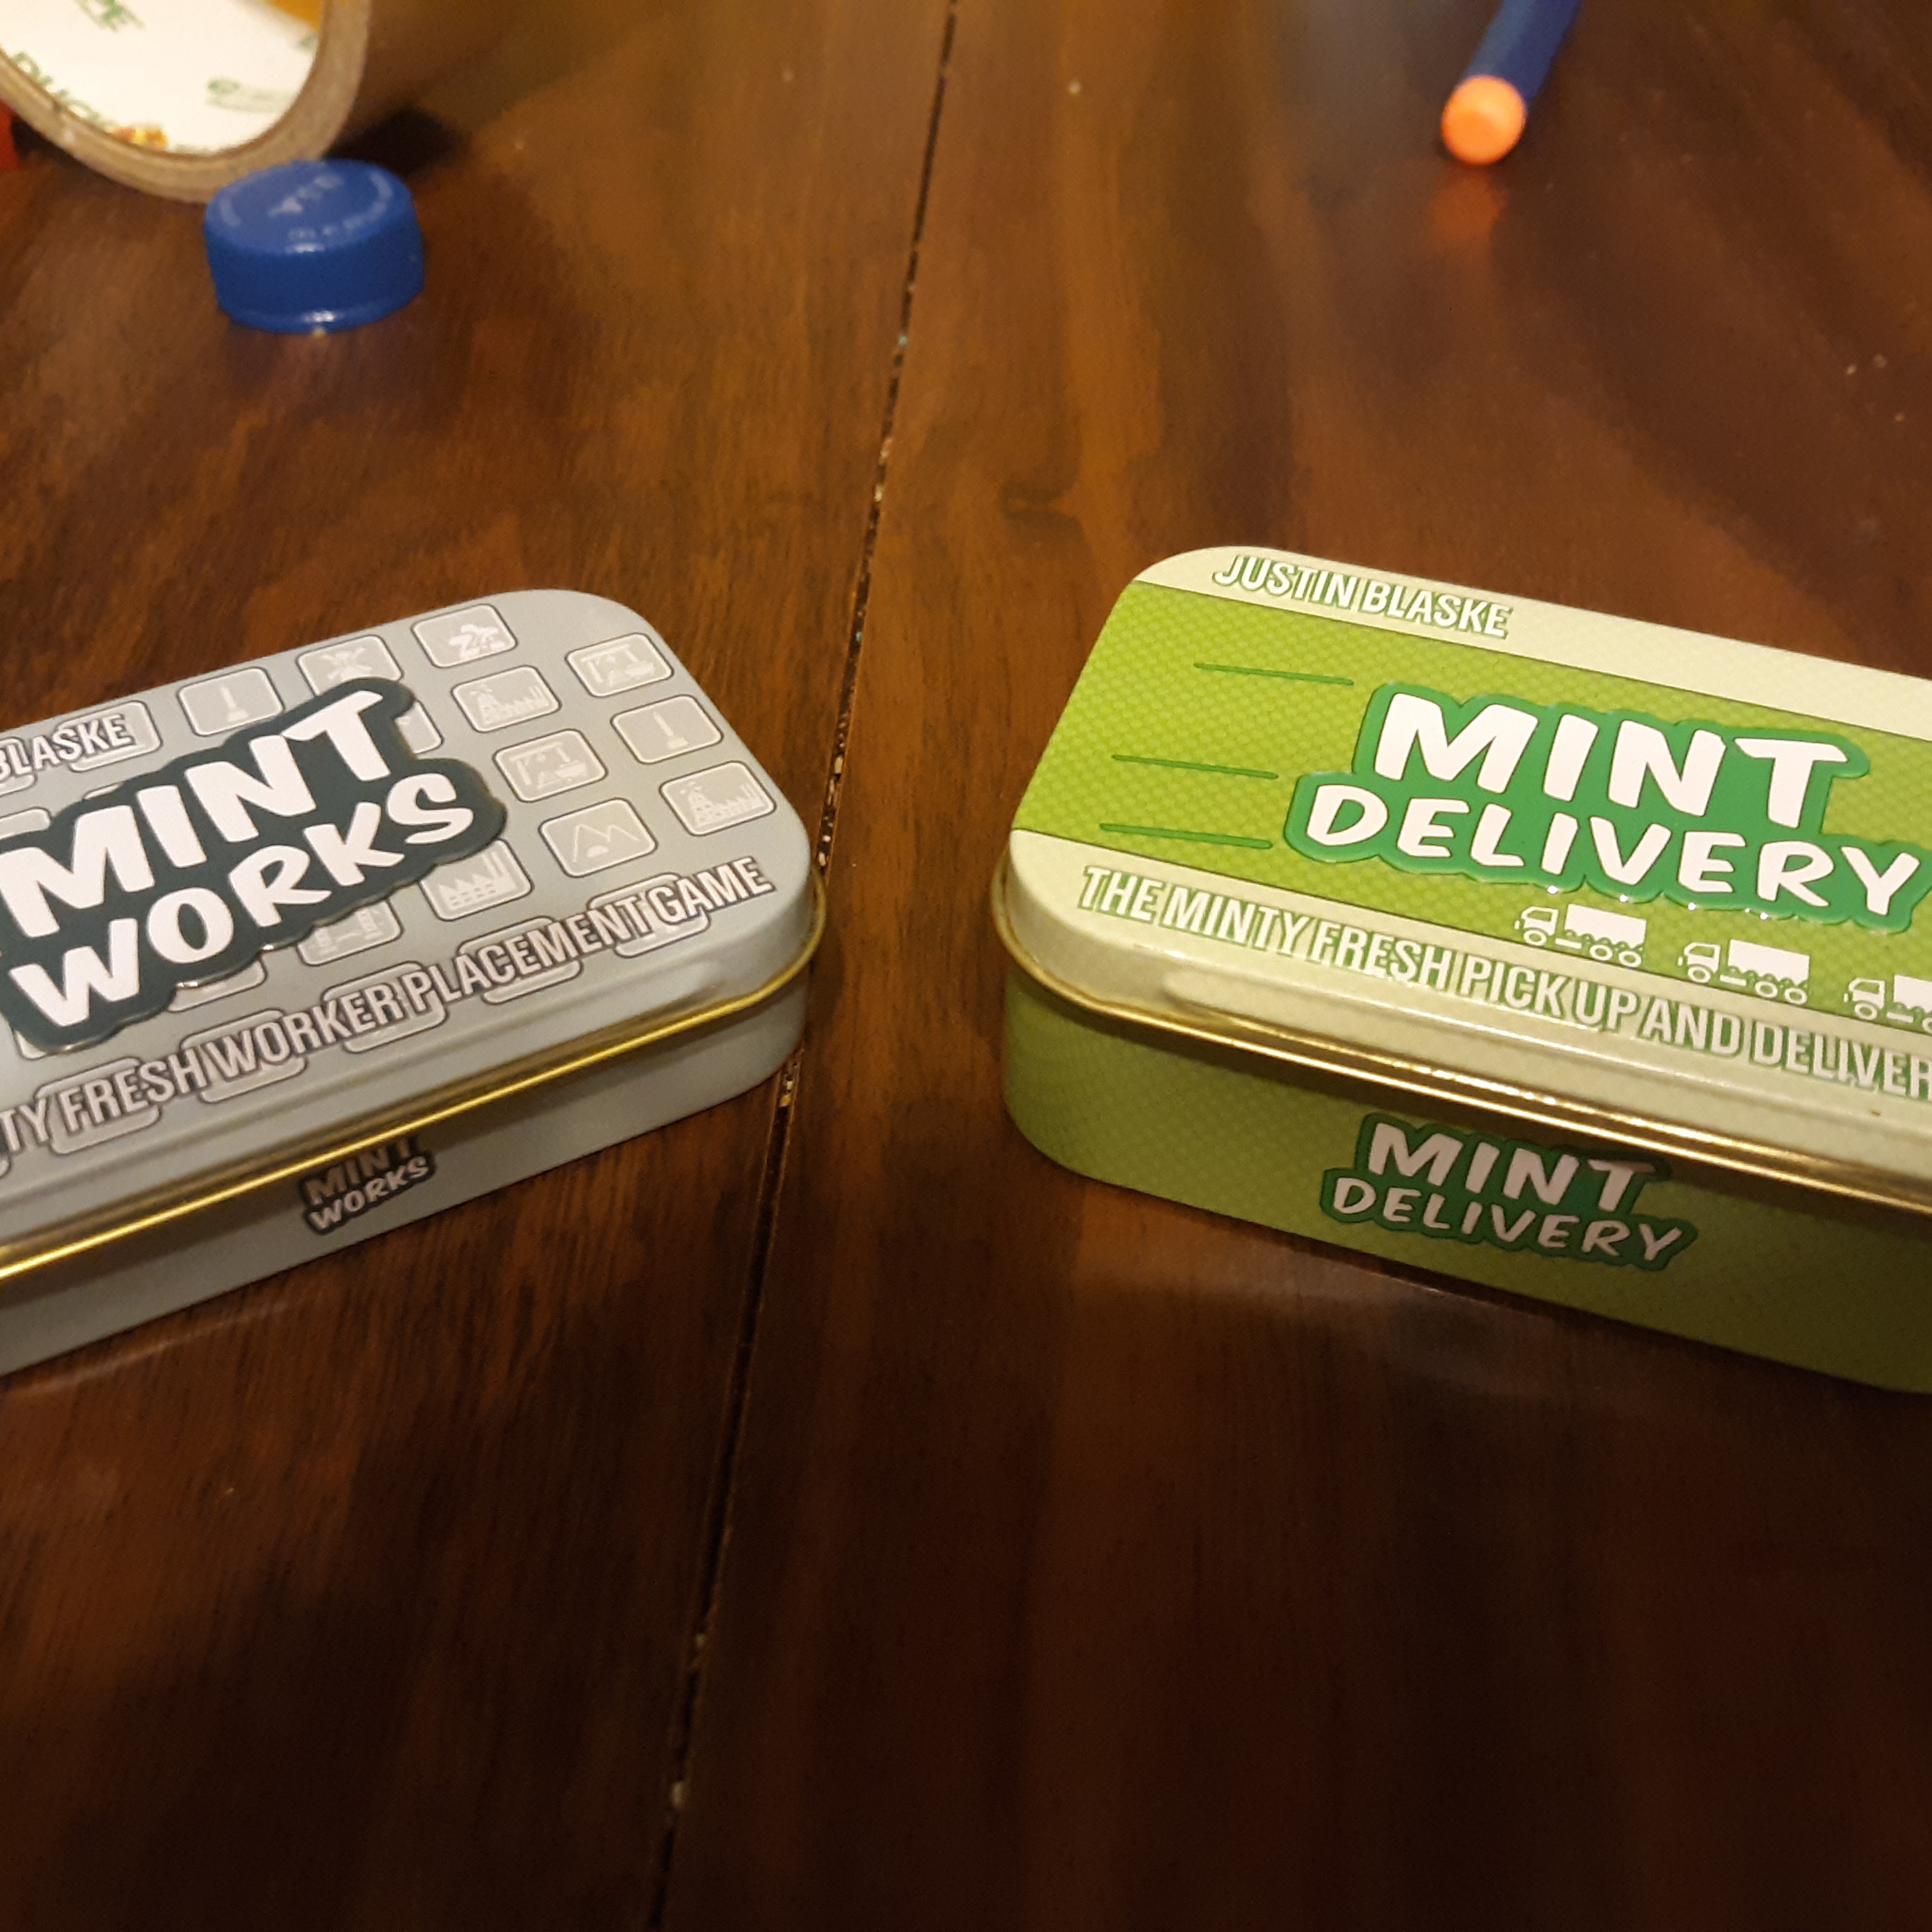 BLASKE
MINT
WORKS
TY FRESH WORKER PLACEMENT GAME
MINT
WORKS
JUSTIN BLASKE
MINT
DELIVERY
THE MINTY FRESH PICK UP AND DELIVER
MINT
DELIVERY